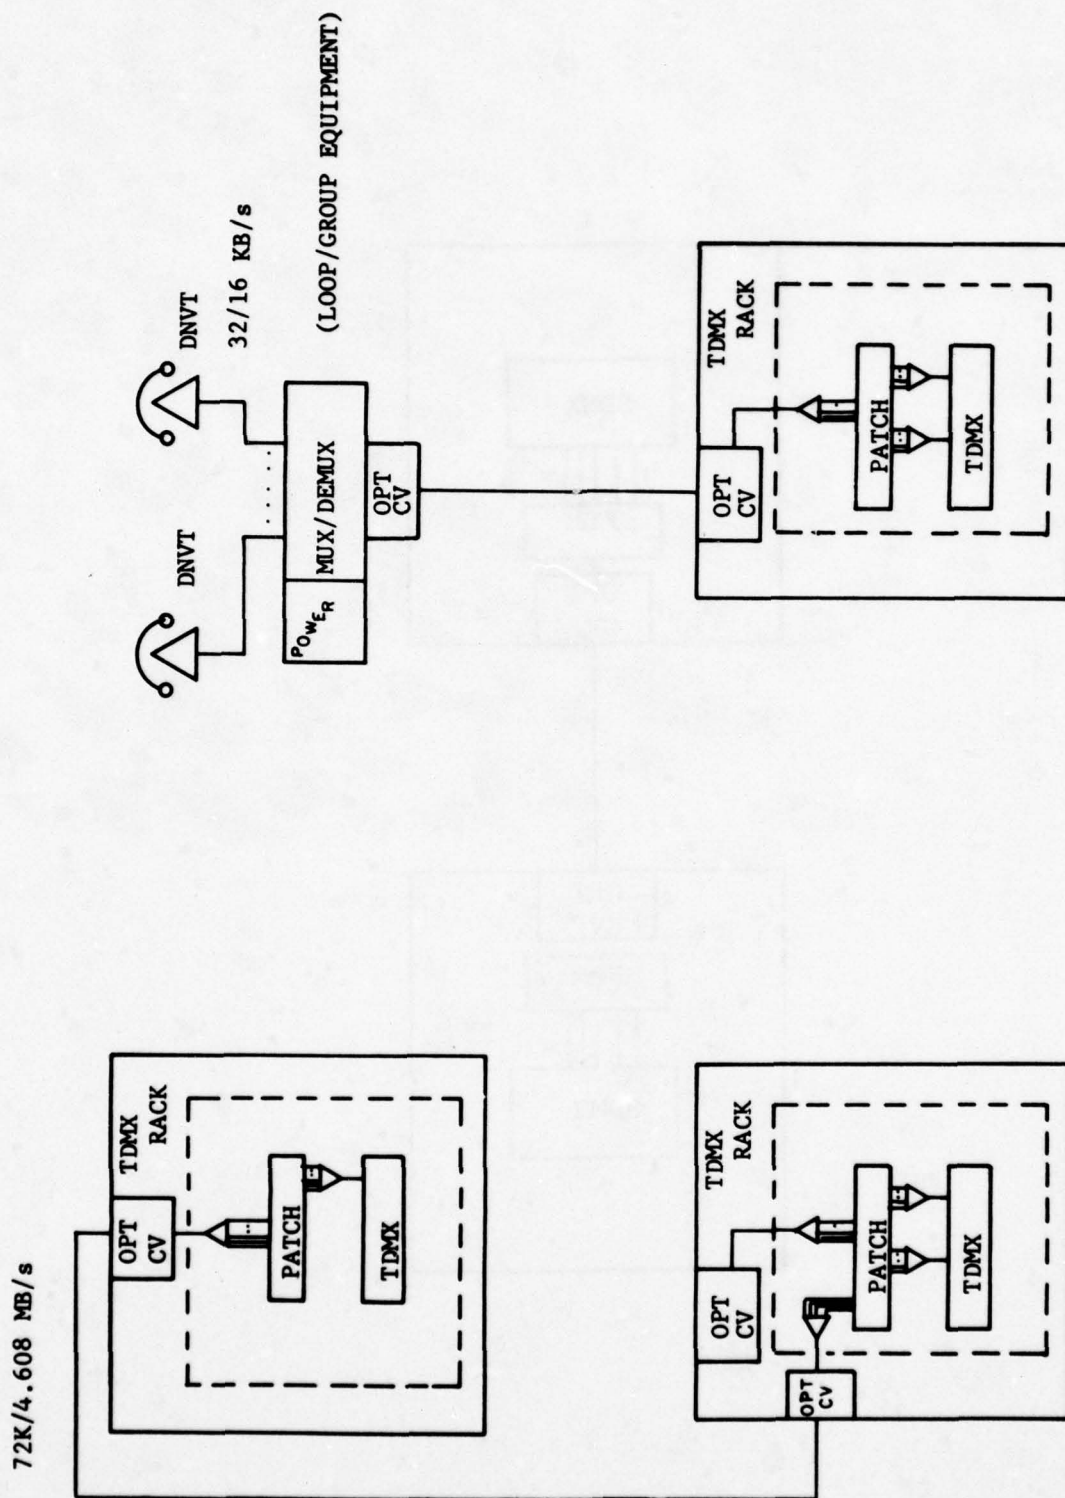 72K/4.608 MB/s
OPT
CV
TDMX
RACK
PATCH
TDMX
OPT
CV
OPT
CV
TDMX
RACK
PATCH
TDMX
DNVT
DNVT
32/16 KB/s
POWER
MUX/DEMUX
(LOOP/GROUP EQUIPMENT)
OPT
CV
OPT
CV
TDMX
RACK
PATCH
TDMX